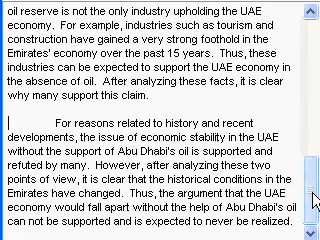 oil reserve is not the only industry upholding the UAE
economy.  For example, industries such as tourism and
construction have gained a very strong foothold in the
Emirates' economy over the past 15 years.  Thus, these
industries can be expected to support the UAE economy in
the absence of oil.  After analyzing these facts, it is clear
why many support this claim.
For reasons related to history and recent
developments, the issue of economic stability in the UAE
without the support of Abu Dhabi's oil is supported and
refuted by many.  However, after analyzing these two
points of view, it is clear that the historical conditions in the
Emirates have changed.  Thus, the argument that the UAE
economy would fall apart without the help of Abu Dhabi's oil
can not be supported and is expected to never be realized.